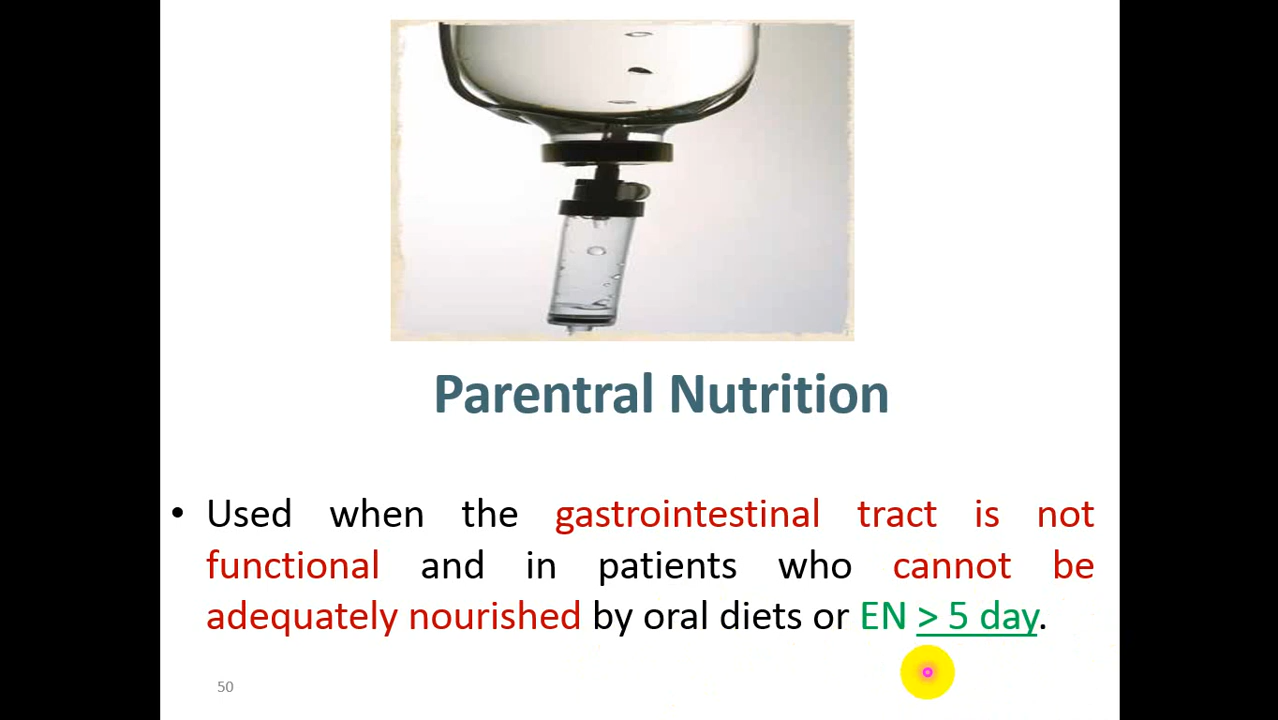 Parentral Nutrition
• Used when the gastrointestinal tract is not
functional and in patients who cannot be
adequately nourished by oral diets or EN > 5 day.
50